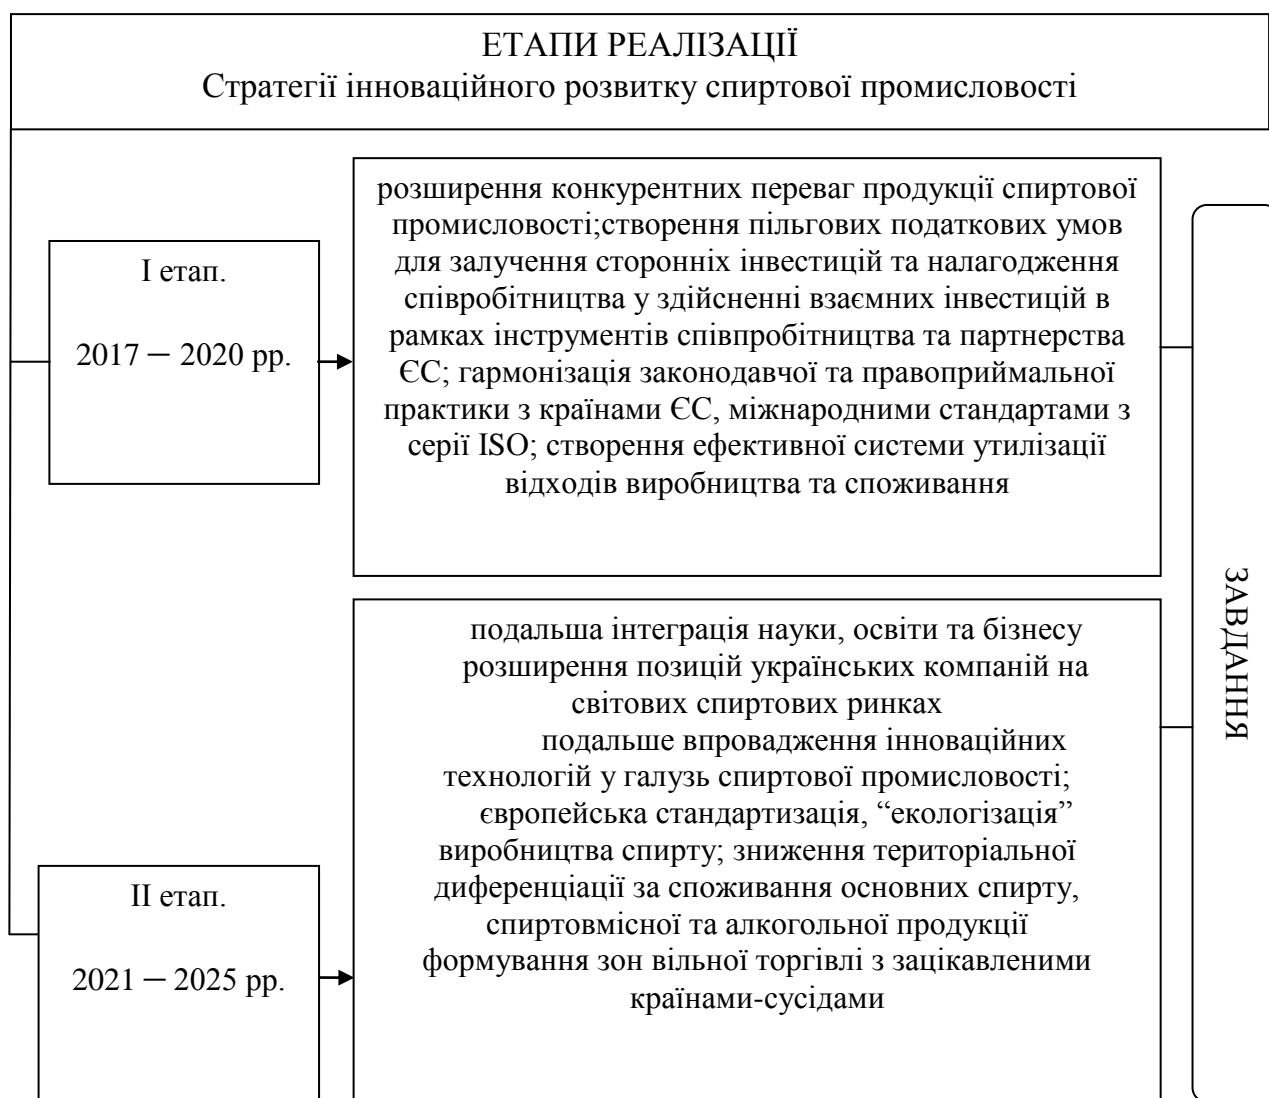 ЕТАПИ РЕАЛІЗАЦІЇ
Стратегії інноваційного розвитку спиртової промисловості
І етап.
2017 – 2020 рр.
розширення конкурентних переваг продукції спиртової
промисловості;створення пільгових податкових умов
для залучення сторонніх інвестицій та налагодження
співробітництва у здійсненні взаємних інвестицій в
рамках інструментів співпробітництва та партнерства
ЄС; гармонізація законодавчої та правоприймальної
практики з країнами ЄС, міжнародними стандартами з
серії ISO; створення ефективної системи утилізації
відходів виробництва та споживання
ІІ етап.
2021 – 2025 рр.
подальша інтеграція науки, освіти та бізнесу
розширення позицій українських компаній на
світових спиртових ринках
подальше впровадження інноваційних
технологій у галузь спиртової промисловості;
європейська стандартизація, “екологізація”
виробництва спирту; зниження територіальної
диференціації за споживання основних спирту,
спиртовмісної та алкогольної продукції
формування зон вільної торгівлі з зацікавленими
країнами-сусідами
ЗАВДАННЯ